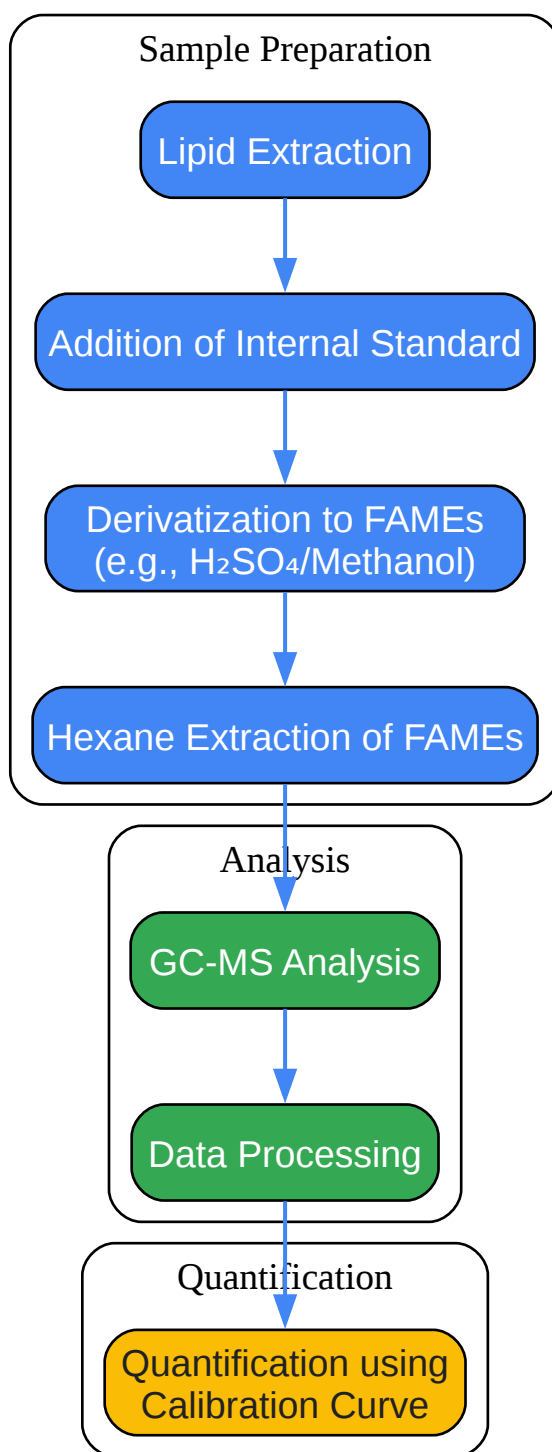 Sample Preparation
Lipid Extraction
Addition of Internal Standard
Derivatization to FAMEs
(e.g., H₂SO₄/Methanol)
Hexane Extraction of FAMEs
Analysis
GC-MS Analysis
Data Processing
Quantification
Quantification using
Calibration Curve